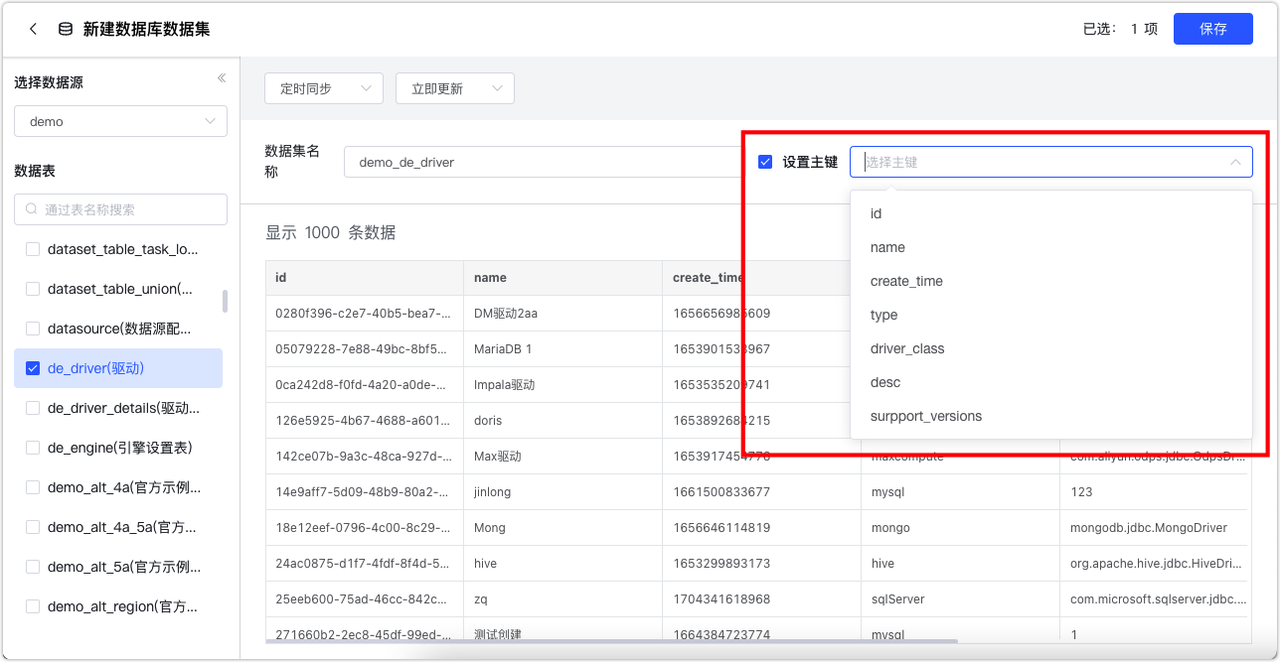 新建数据库数据集
已选： 1 项
保存
选择数据源
demo
数据表
通过表名称搜索
dataset_table_task_lo...
dataset_table_union(...
datasource(数据源配...
de_driver(驱动)
de_driver_details(驱动...
de_engine(引擎设置表)
demo_alt_4a(官方示例...
demo_alt_4a_5a(官方...
demo_alt_5a(官方示例...
demo_alt_region(官方...
定时同步
立即更新
数据集名
称
demo_de_driver
设置主键
选择主键
id
name
create_time
type
driver_class
desc
surpport_versions
显示 1000 条数据
id name create_time
0280f396-c2e7-40b5-bea7-... DM驱动2aa 1656656985609
05079228-7e88-49bc-8bf5... MariaDB 1 1653901533967
0ca242d8-f0fd-4a20-a0de-... Impala驱动 1653535209741
126e5925-4b67-4688-a601... doris 1653892684215
142ce07b-9a3c-48ca-927d-... Max驱动 1653917454776 maxcompute com.aliyun.odps.jdbc.OdpsDr...
14e9aff7-5d09-48b9-80a2-... jinlong 1661500833677 mysql 123
18e12eef-0796-4c00-8c29-... Mong 1656646114819 mongo mongodb.jdbc.MongoDriver
24ac0875-d1f7-4fdf-8f4d-5... hive 1653299893173 hive org.apache.hive.jdbc.HiveDri...
25eeb600-75ad-46cc-842c... zq 1704341618968 sqlServer com.microsoft.sqlserver.jdbc....
271660b2-2ec8-45df-99ed-... 测试创建 1664384723774 mysql 1